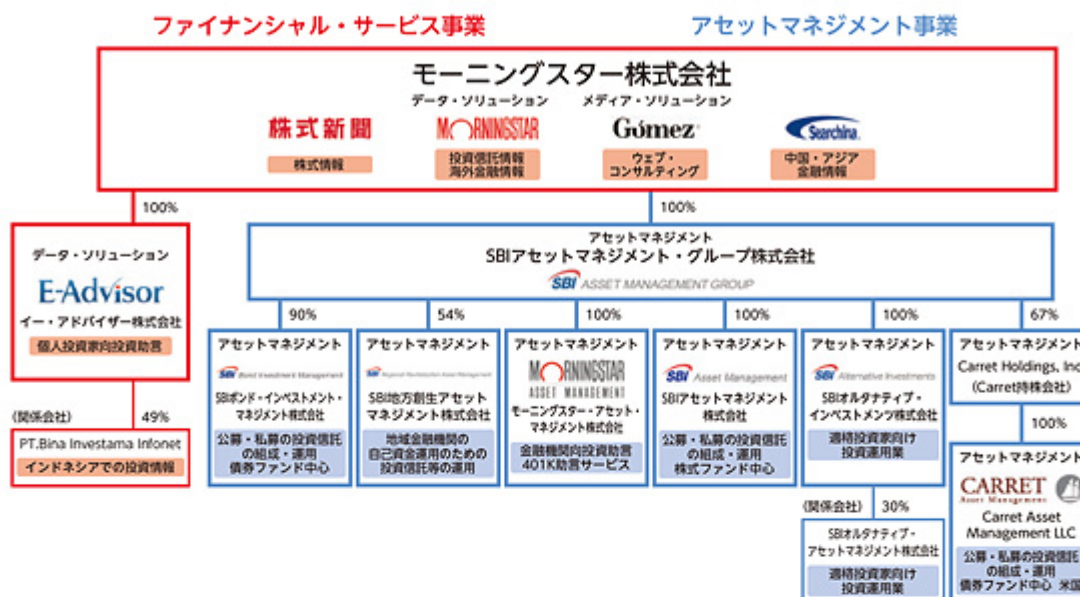 ファイナンシャル・サービス事業
アセットマネジメント事業
モーニングスター株式会社
データ・ソリューション
メディア・ソリューション
株式新聞
MORNINGSTAR
Gómez
Searchina
株式情報
投資信託情報
海外金融情報
ウェブ・
コンサルティング
中国・アジア
金融情報
100%
100%
データ・ソリューション
E-Advisor
イー・アドバイザー株式会社
個人投資家向投資助言
(関係会社)
49%
PT.Bina Investama Infonet
インドネシアでの投資情報
アセットマネジメント
SBIアセットマネジメント・グループ株式会社
SBI ASSET MANAGEMENT GROUP
90%
アセットマネジメント
SBI Bond Investment Management
SBIボンド・インベストメント・
マネジメント株式会社
公募・私募の投資信託
の組成・運用
債券ファンド中心
54%
アセットマネジメント
SBI Regional Revitalization Asset Management
SBI地方創生アセット
マネジメント株式会社
地域金融機関の
自己資金運用のための
投資信託等の運用
100%
アセットマネジメント
MORNINGSTAR
ASSET MANAGEMENT
モーニングスター・アセット・
マネジメント株式会社
金融機関向投資助言
401K助言サービス
100%
アセットマネジメント
SBI Asset Management
SBIアセットマネジメント
株式会社
公募・私募の投資信託
の組成・運用
株式ファンド中心
100%
アセットマネジメント
SBI Alternative Investments
SBIオルタナティブ・
インベストメンツ株式会社
適格投資家向け
投資運用業
(関係会社)
30%
SBIオルタナティブ・
アセットマネジメント株式会社
適格投資家向け
投資運用業
67%
アセットマネジメント
Carret Holdings, Inc
(Carret持株会社)
100%
アセットマネジメント
CARRET
Asset Management
Carret Asset
Management LLC
公募・私募の投資信託
の組成・運用
債券ファンド中心 米国